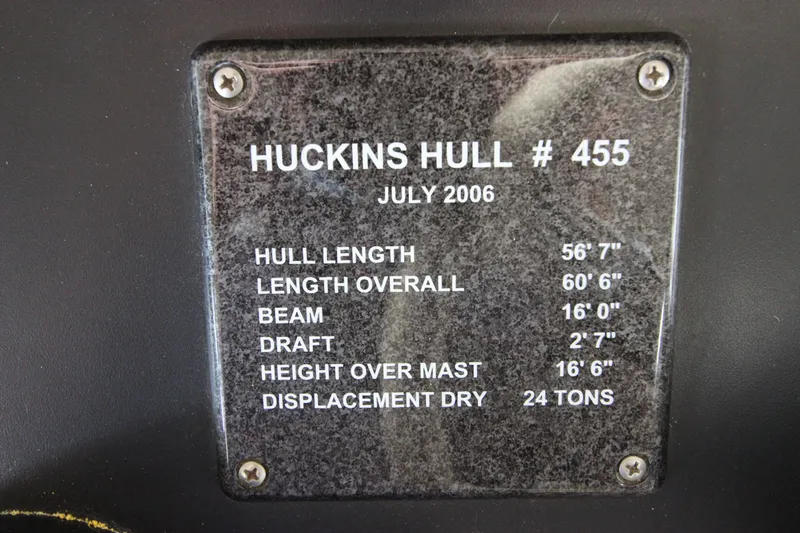 HUCKINS HULL # 455
JULY 2006
HULL LENGTH 56' 7"
LENGTH OVERALL 60' 6"
BEAM 16' 0"
DRAFT 2' 7"
HEIGHT OVER MAST 16' 6"
DISPLACEMENT DRY 24 TONS